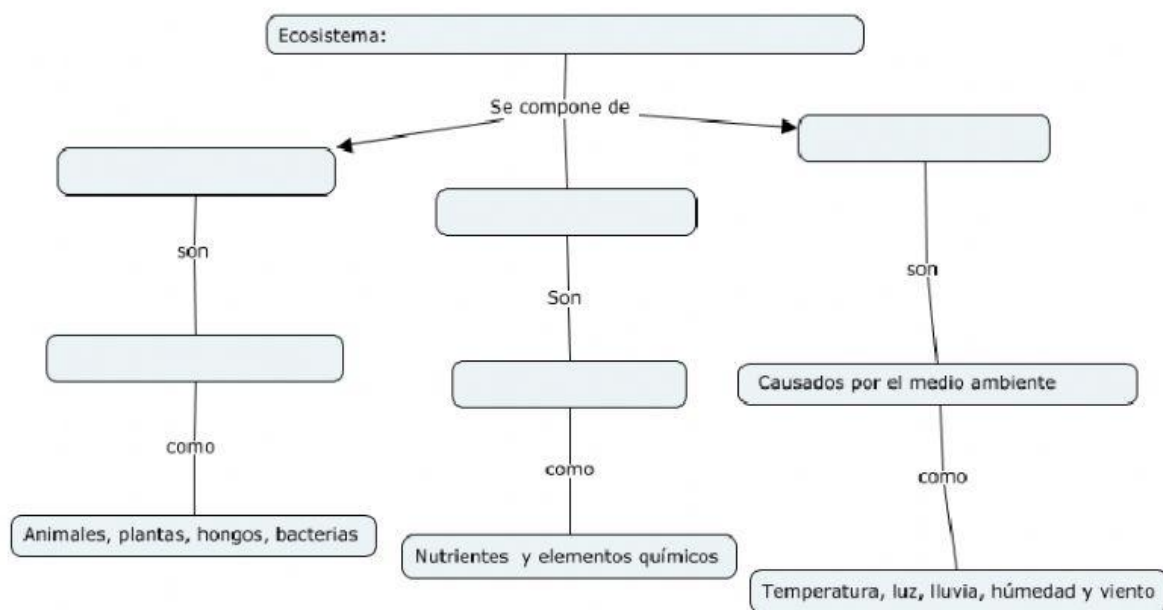 Ecosistema:
Se compone de
son
Son
son
Causados por el medio ambiente
como
como
como
Animales, plantas, hongos, bacterias
Nutrientes y elementos químicos
Temperatura, luz, lluvia, húmedad y viento